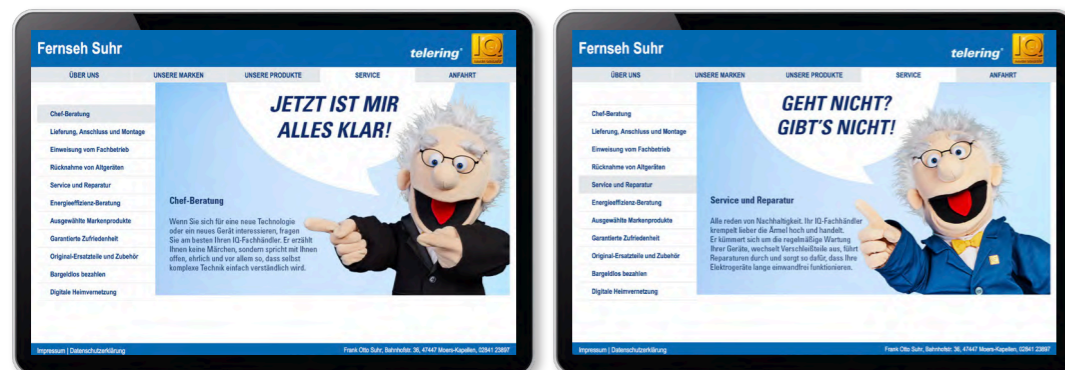 Fernseh Suhr
telering
IQ
ÜBER UNS UNSERE MARKEN UNSERE PRODUKTE SERVICE ANFAHRT
Chef-Beratung
Lieferung, Anschluss und Montage
Einweisung vom Fachbetrieb
Rücknahme von Altgeräten
Service und Reparatur
Energieeffizienz-Beratung
Ausgewählte Markenprodukte
Garantierte Zufriedenheit
Original-Ersatzteile und Zubehör
Bargeldlos bezahlen
Digitale Heimvernetzung
JETZT IST MIR
ALLES KLAR!
Chef-Beratung
Wenn Sie sich für eine neue Technologie
oder ein neues Gerät interessieren, fragen
Sie am besten Ihren IQ-Fachhändler. Er erzählt
Ihnen keine Märchen, sondern spricht mit Ihnen
offen, ehrlich und vor allem so, dass selbst
komplexe Technik einfach verständlich wird.
Impressum | Datenschutzerklärung
Frank Otto Suhr, Bahnhofstr. 36, 47447 Moers-Kapellen, 02841 23897
Fernseh Suhr
telering
IQ
ÜBER UNS UNSERE MARKEN UNSERE PRODUKTE SERVICE ANFAHRT
Chef-Beratung
Lieferung, Anschluss und Montage
Einweisung vom Fachbetrieb
Rücknahme von Altgeräten
Service und Reparatur
Energieeffizienz-Beratung
Ausgewählte Markenprodukte
Garantierte Zufriedenheit
Original-Ersatzteile und Zubehör
Bargeldlos bezahlen
Digitale Heimvernetzung
GEHT NICHT?
GIBT'S NICHT!
Service und Reparatur
Alle reden von Nachhaltigkeit. Ihr IQ-Fachhändler
krempelt lieber die Ärmel hoch und handelt.
Er kümmert sich um die regelmäßige Wartung
Ihrer Geräte, wechselt Verschleißteile aus, führt
Reparaturen durch und sorgt so dafür, dass Ihre
Elektrogeräte lange einwandfrei funktionieren.
Impressum | Datenschutzerklärung
Frank Otto Suhr, Bahnhofstr. 36, 47447 Moers-Kapellen, 02841 23897